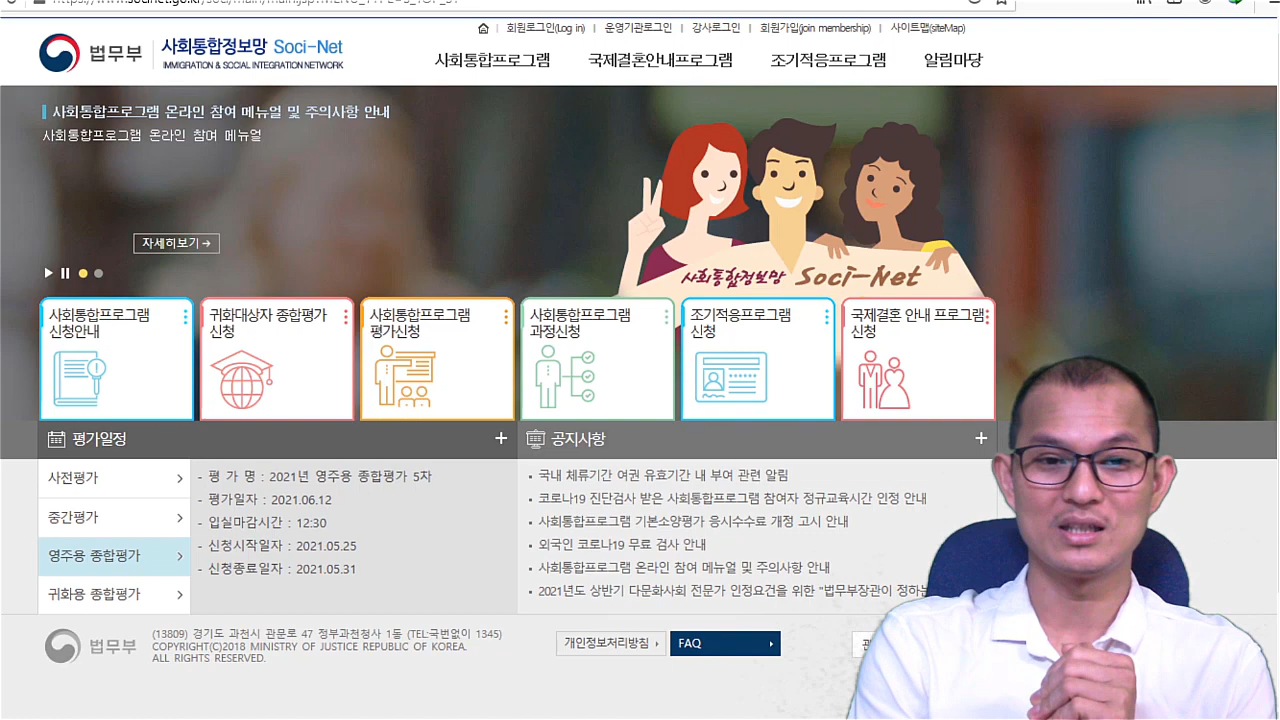 회원로그인(Log in) | 운영기관로그인 | 강사로그인 | 회원가입(join membership) | 사이트맵(siteMap)
법무부 사회통합정보망 Soci-Net
IMMIGRATION & SOCIAL INTEGRATION NETWORK
사회통합프로그램 국제결혼안내프로그램 조기적응프로그램 알림마당
사회통합프로그램 온라인 참여 메뉴얼 및 주의사항 안내
사회통합프로그램 온라인 참여 메뉴얼
자세히보기
사회통합정보망 Soci-Net
사회통합프로그램
신청안내
귀화대상자 종합평가
신청
사회통합프로그램
평가신청
사회통합프로그램
과정신청
조기적응프로그램
신청
국제결혼 안내 프로그램
신청
평가일정
사전평가
중간평가
영주용 종합평가
귀화용 종합평가
- 평 가 명 : 2021년 영주용 종합평가 5차
- 평가일자 : 2021.06.12
- 입실마감시간 : 12:30
- 신청시작일자 : 2021.05.25
- 신청종료일자 : 2021.05.31
공지사항
국내 체류기간 여권 유효기간 내 부여 관련 알림
코로나19 진단검사 받은 사회통합프로그램 참여자 정규교육시간 인정 안내
사회통합프로그램 기본소양평가 응시수수료 개정 고시 안내
외국인 코로나19 무료 검사 안내
사회통합프로그램 온라인 참여 메뉴얼 및 주의사항 안내
2021년도 상반기 다문화사회 전문가 인정요건을 위한 "법무부장관이 정하는
법무부
(13809) 경기도 과천시 관문로 47 정부과천청사 1동 (TEL:국번없이 1345)
COPYRIGHT(C)2018 MINISTRY OF JUSTICE REPUBLIC OF KOREA.
ALL RIGHTS RESERVED.
개인정보처리방침
FAQ